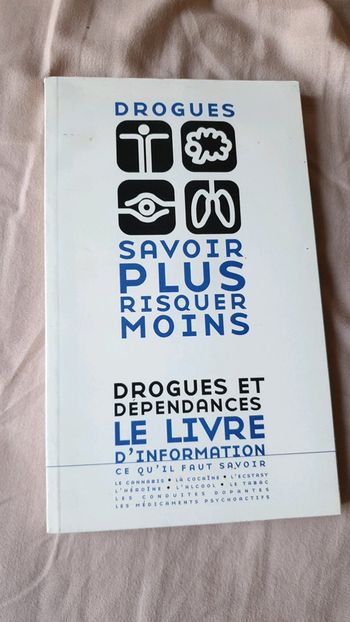 DROGUES
SAVOIR
PLUS
RISQUER
MOINS
DROGUES ET
DÉPENDANCES
LE LIVRE
D'INFORMATION
CE QU'IL FAUT SAVOIR
LE CANNABIS • LA COCAÏNE • L'ECSTASY
L'HÉROÏNE • L'ALCOOL • LE TABAC
LES CONDUITES DOPANTES
LES MÉDICAMENTS PSYCHOACTIFS